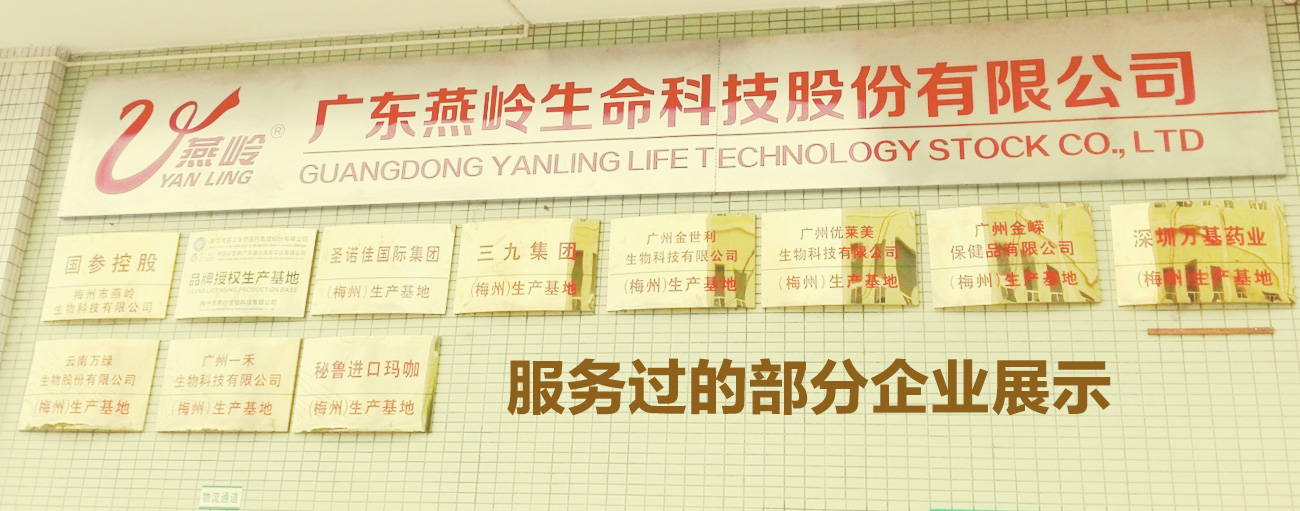 燕岭®
YAN LING
广东燕岭生命科技股份有限公司
GUANGDONG YANLING LIFE TECHNOLOGY STOCK CO., LTD
国参控股
梅州市燕岭
生物科技有限公司
品牌授权生产基地
圣诺佳国际集团
(梅州)生产基地
三九集团
(梅州)生产基地
广州金世利
生物科技有限公司
(梅州)生产基地
广州优莱美
生物科技有限公司
(梅州)生产基地
广州金嵘
保健品有限公司
(梅州)生产基地
深圳万基药业
(梅州)生产基地
云南万绿
生物股份有限公司
(梅州)生产基地
广州一禾
生物科技有限公司
(梅州)生产基地
秘鲁进口玛咖
(梅州)生产基地
服务过的部分企业展示
物流通道